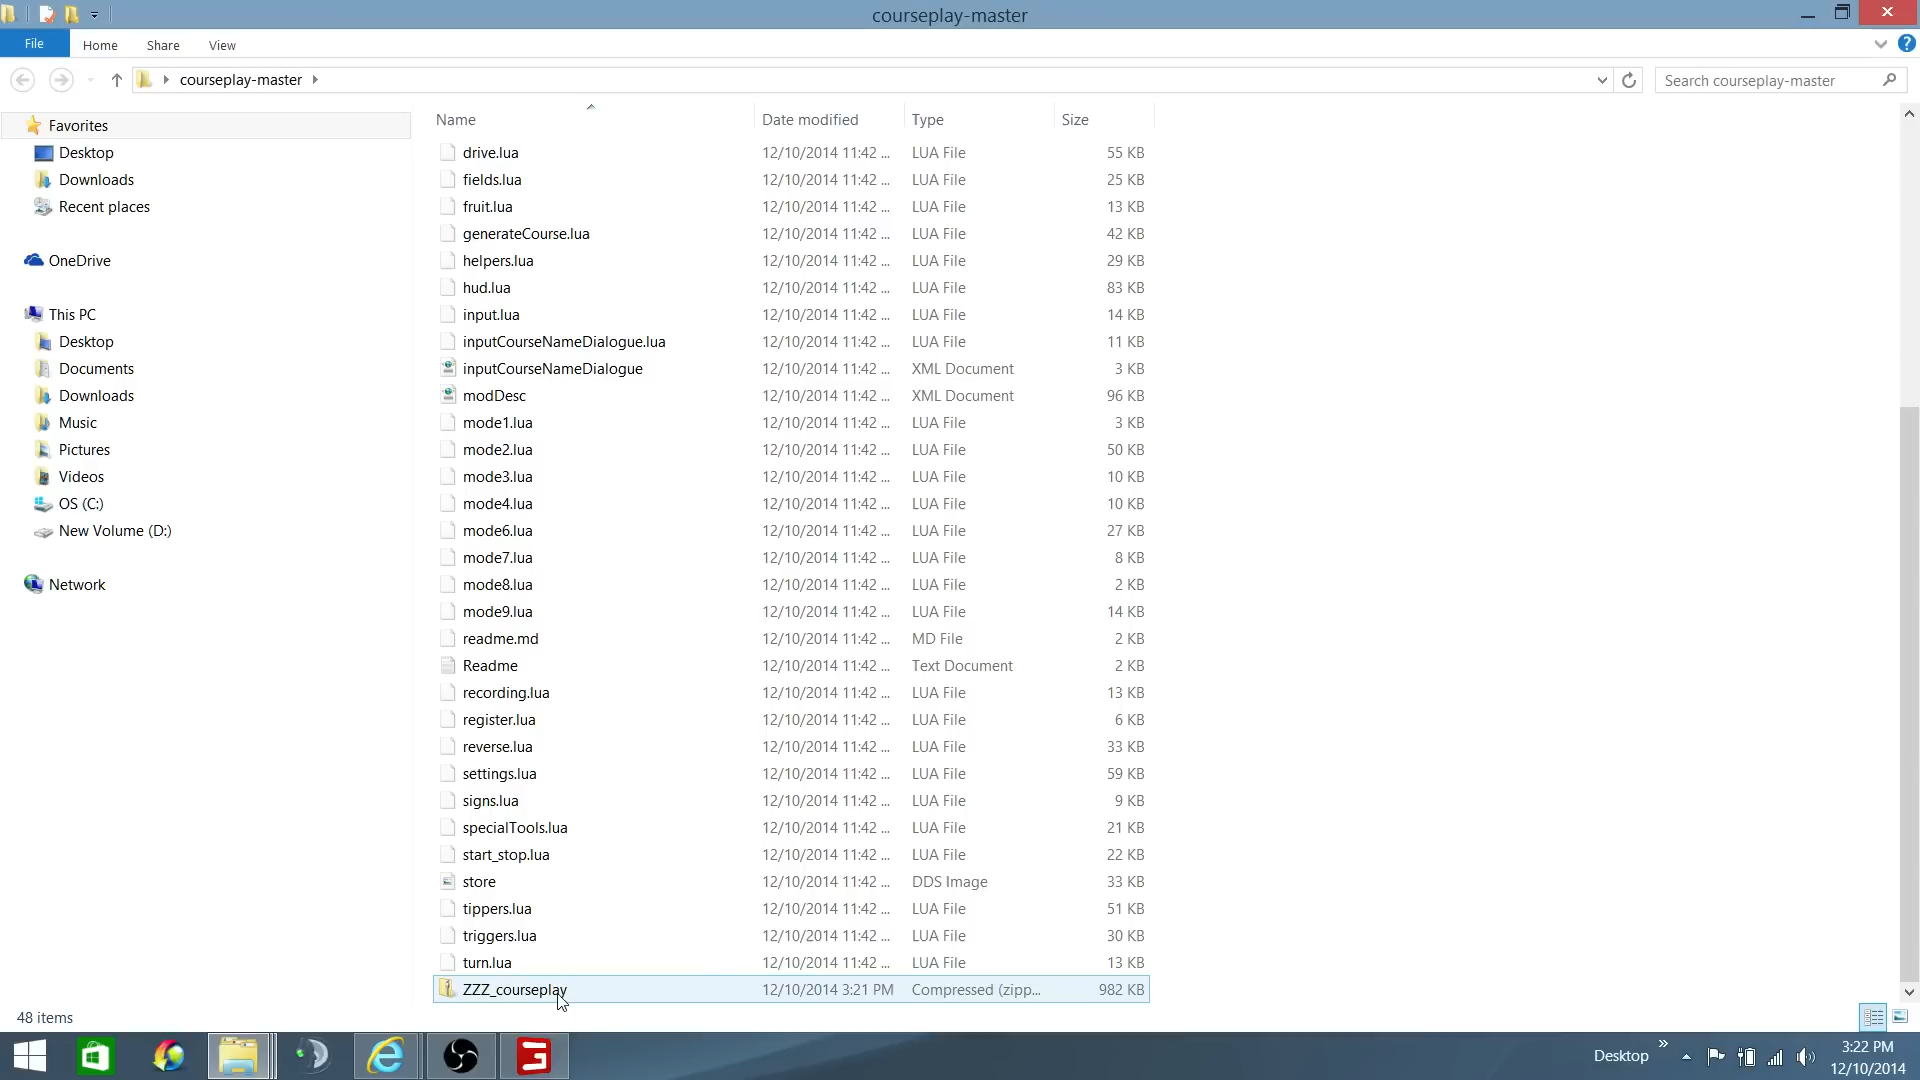 courseplay-master
File Home Share View
courseplay-master Search courseplay-master
Name Date modified Type Size
Favorites
Desktop
Downloads
Recent places
OneDrive
This PC
Desktop
Documents
Downloads
Music
Pictures
Videos
OS (C:)
New Volume (D:)
Network
drive.lua 12/10/2014 11:42 ... LUA File 55 KB
fields.lua 12/10/2014 11:42 ... LUA File 25 KB
fruit.lua 12/10/2014 11:42 ... LUA File 13 KB
generateCourse.lua 12/10/2014 11:42 ... LUA File 42 KB
helpers.lua 12/10/2014 11:42 ... LUA File 29 KB
hud.lua 12/10/2014 11:42 ... LUA File 83 KB
input.lua 12/10/2014 11:42 ... LUA File 14 KB
inputCourseNameDialogue.lua 12/10/2014 11:42 ... LUA File 11 KB
inputCourseNameDialogue 12/10/2014 11:42 ... XML Document 3 KB
modDesc 12/10/2014 11:42 ... XML Document 96 KB
mode1.lua 12/10/2014 11:42 ... LUA File 3 KB
mode2.lua 12/10/2014 11:42 ... LUA File 50 KB
mode3.lua 12/10/2014 11:42 ... LUA File 10 KB
mode4.lua 12/10/2014 11:42 ... LUA File 10 KB
mode6.lua 12/10/2014 11:42 ... LUA File 27 KB
mode7.lua 12/10/2014 11:42 ... LUA File 8 KB
mode8.lua 12/10/2014 11:42 ... LUA File 2 KB
mode9.lua 12/10/2014 11:42 ... LUA File 14 KB
readme.md 12/10/2014 11:42 ... MD File 2 KB
Readme 12/10/2014 11:42 ... Text Document 2 KB
recording.lua 12/10/2014 11:42 ... LUA File 13 KB
register.lua 12/10/2014 11:42 ... LUA File 6 KB
reverse.lua 12/10/2014 11:42 ... LUA File 33 KB
settings.lua 12/10/2014 11:42 ... LUA File 59 KB
signs.lua 12/10/2014 11:42 ... LUA File 9 KB
specialTools.lua 12/10/2014 11:42 ... LUA File 21 KB
start_stop.lua 12/10/2014 11:42 ... LUA File 22 KB
store 12/10/2014 11:42 ... DDS Image 33 KB
tippers.lua 12/10/2014 11:42 ... LUA File 51 KB
triggers.lua 12/10/2014 11:42 ... LUA File 30 KB
turn.lua 12/10/2014 11:42 ... LUA File 13 KB
ZZZ_courseplay 12/10/2014 3:21 PM Compressed (zipp... 982 KB
48 items
Desktop
3:22 PM
12/10/2014